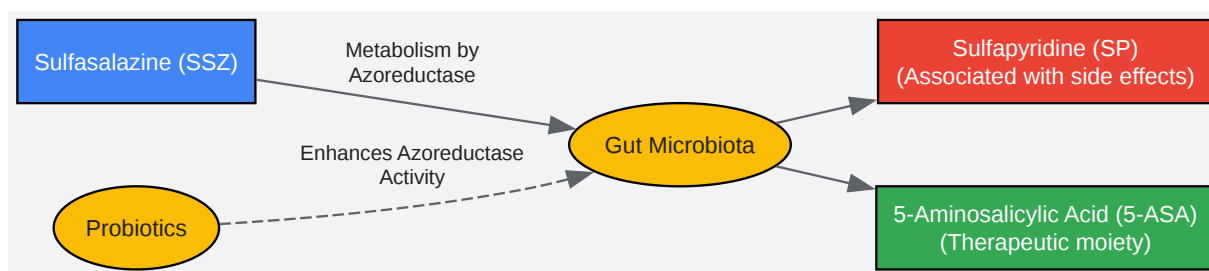 Sulfasalazine (SSZ)
Metabolism by
Azoreductase
Sulfapyridine (SP)
(Associated with side effects)
Gut Microbiota
Enhances Azoreductase
Activity
Probiotics
5-Aminosalicylic Acid (5-ASA)
(Therapeutic moiety)